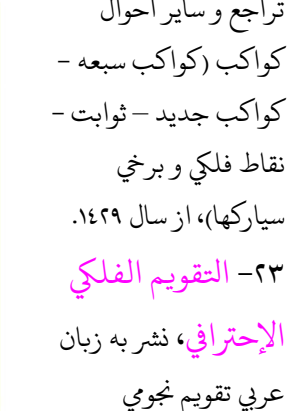 تراجع و سایر احوال
کواکب (کواکب سبعه -
کواکب جدید – ثوابت -
نقاط فلکي و برخي
سیارکها)، از سال ۱٤۲۹.
۲۳- التقویم الفلکي
الإحترافي، نشر به زبان
عربي تقویم نجومي